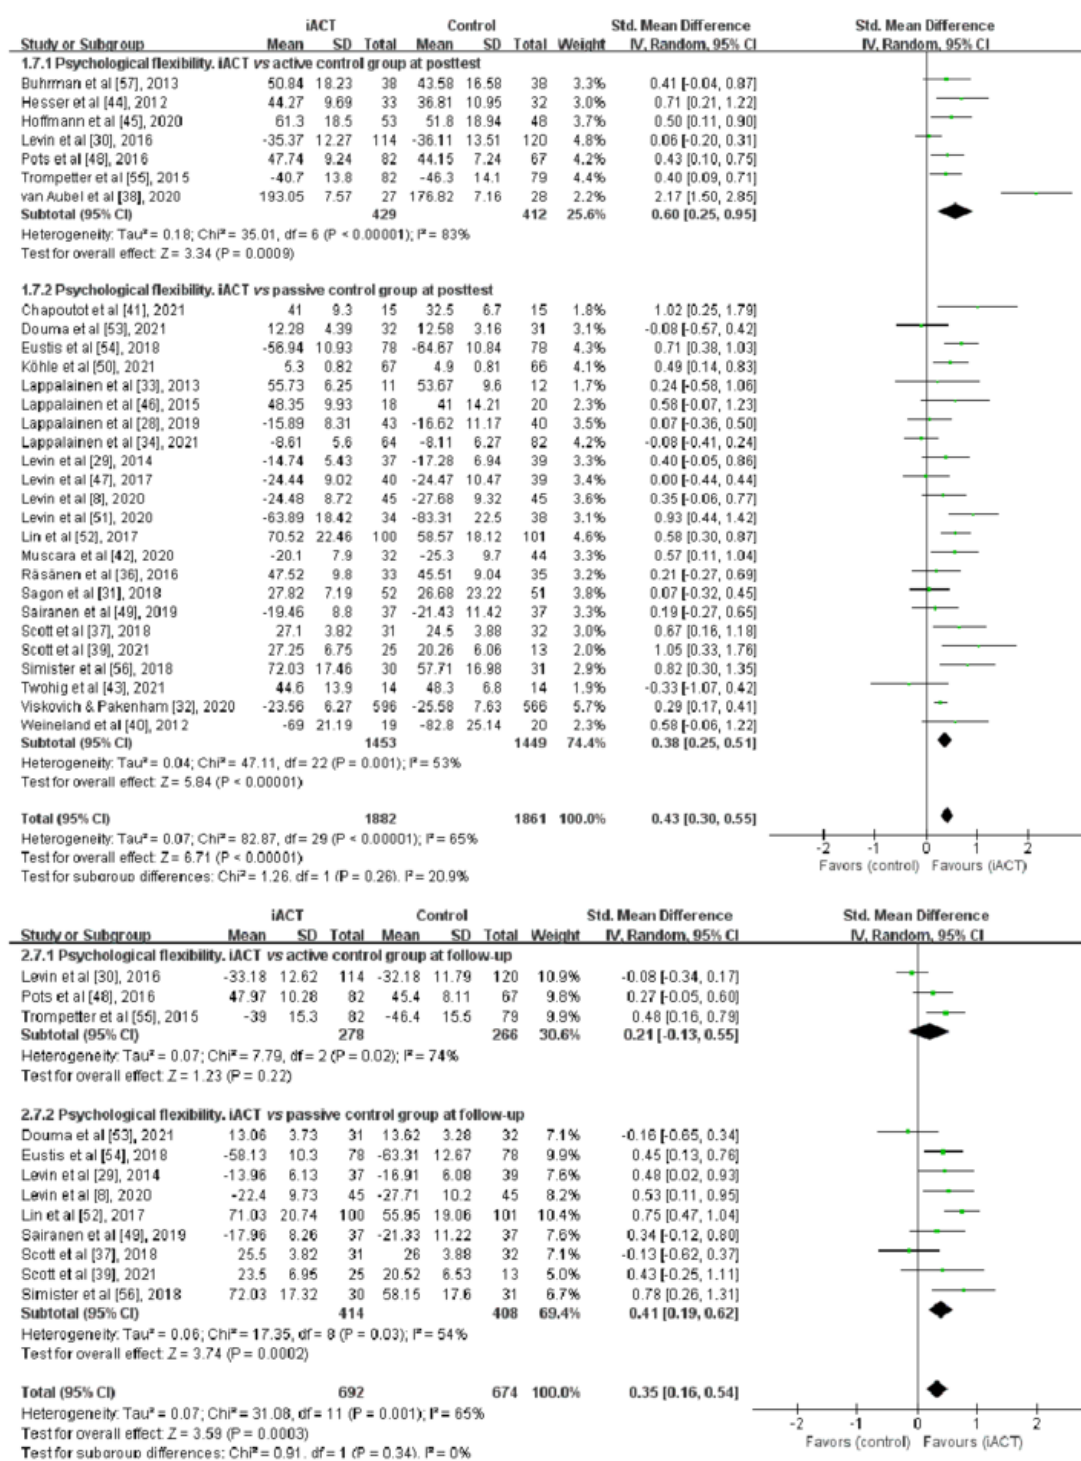 iACT Control Std. Mean Difference Std. Mean Difference
Study or Subgroup Mean SD Total Mean SD Total Weight IV, Random, 95% CI IV, Random, 95% CI
1.7.1 Psychological flexibility. iACT vs active control group at posttest
Buhrman et al [57], 2013 50.84 18.23 38 43.58 16.58 38 3.3% 0.41 [-0.04, 0.87]
Hesser et al [44], 2012 44.27 9.69 33 36.81 10.95 32 3.0% 0.71 [0.21, 1.22]
Hoffmann et al [45], 2020 61.3 18.5 53 51.8 18.94 48 3.7% 0.50 [0.11, 0.90]
Levin et al [30], 2016 -35.37 12.27 114 -36.11 13.51 120 4.8% 0.06 [-0.20, 0.31]
Pots et al [48], 2016 47.74 9.24 82 44.15 7.24 67 4.2% 0.43 [0.10, 0.75]
Trompetter et al [55], 2015 -40.7 13.8 82 -46.3 14.1 79 4.4% 0.40 [0.09, 0.71]
van Aubel et al [38], 2020 193.05 7.57 27 176.82 7.16 28 2.2% 2.17 [1.50, 2.85]
Subtotal (95% CI) 429 412 25.6% 0.60 [0.25, 0.95]
Heterogeneity: Tau² = 0.18; Chi² = 35.01, df = 6 (P < 0.00001); I² = 83%
Test for overall effect: Z = 3.34 (P = 0.0009)
1.7.2 Psychological flexibility. iACT vs passive control group at posttest
Chapoutot et al [41], 2021 41 9.3 15 32.5 6.7 15 1.8% 1.02 [0.25, 1.79]
Douma et al [53], 2021 12.28 4.39 32 12.58 3.16 31 3.1% -0.08 [-0.57, 0.42]
Eustis et al [54], 2018 -56.94 10.93 78 -64.67 10.84 78 4.3% 0.71 [0.38, 1.03]
Köhle et al [50], 2021 5.3 0.82 67 4.9 0.81 66 4.1% 0.49 [0.14, 0.83]
Lappalainen et al [33], 2013 55.73 6.25 11 53.67 9.6 12 1.7% 0.24 [-0.58, 1.06]
Lappalainen et al [46], 2015 48.35 9.93 18 41 14.21 20 2.3% 0.58 [-0.07, 1.23]
Lappalainen et al [28], 2019 -15.89 8.31 43 -16.62 11.17 40 3.5% 0.07 [-0.36, 0.50]
Lappalainen et al [34], 2021 -8.61 5.6 64 -8.11 6.27 82 4.2% -0.08 [-0.41, 0.24]
Levin et al [29], 2014 -14.74 5.43 37 -17.28 6.94 39 3.3% 0.40 [-0.05, 0.86]
Levin et al [47], 2017 -24.44 9.02 40 -24.47 10.47 39 3.4% 0.00 [-0.44, 0.44]
Levin et al [8], 2020 -24.48 8.72 45 -27.68 9.32 45 3.6% 0.35 [-0.06, 0.77]
Levin et al [51], 2020 -63.89 18.42 34 -83.31 22.5 38 3.1% 0.93 [0.44, 1.42]
Lin et al [52], 2017 70.52 22.46 100 58.57 18.12 101 4.6% 0.58 [0.30, 0.87]
Muscara et al [42], 2020 -20.1 7.9 32 -25.3 9.7 44 3.3% 0.57 [0.11, 1.04]
Räsänen et al [36], 2016 47.52 9.8 33 45.51 9.04 35 3.2% 0.21 [-0.27, 0.69]
Sagon et al [31], 2018 27.82 7.19 52 26.68 23.22 51 3.8% 0.07 [-0.32, 0.45]
Sairanen et al [49], 2019 -19.46 8.8 37 -21.43 11.42 37 3.3% 0.19 [-0.27, 0.65]
Scott et al [37], 2018 27.1 3.82 31 24.5 3.88 32 3.0% 0.67 [0.16, 1.18]
Scott et al [39], 2021 27.25 6.75 25 20.26 6.06 13 2.0% 1.05 [0.33, 1.76]
Simister et al [56], 2018 72.03 17.46 30 57.71 16.98 31 2.9% 0.82 [0.30, 1.35]
Twohig et al [43], 2021 44.6 13.9 14 48.3 6.8 14 1.9% -0.33 [-1.07, 0.42]
Viskovich & Pakenham [32], 2020 -23.56 6.27 596 -25.58 7.63 566 5.7% 0.29 [0.17, 0.41]
Weineland et al [40], 2012 -69 21.19 19 -82.8 25.14 20 2.3% 0.58 [-0.06, 1.22]
Subtotal (95% CI) 1453 1449 74.4% 0.38 [0.25, 0.51]
Heterogeneity: Tau² = 0.04; Chi² = 47.11, df = 22 (P = 0.001); I² = 53%
Test for overall effect: Z = 5.84 (P < 0.00001)
Total (95% CI) 1882 1861 100.0% 0.43 [0.30, 0.55]
Heterogeneity: Tau² = 0.07; Chi² = 82.87, df = 29 (P < 0.00001); I² = 65%
Test for overall effect: Z = 6.71 (P < 0.00001)
Test for subgroup differences: Chi² = 1.26. df = 1 (P = 0.26). I² = 20.9%
-2 -1 0 1 2
Favors (control) Favours (iACT)
iACT Control Std. Mean Difference Std. Mean Difference
Study or Subgroup Mean SD Total Mean SD Total Weight IV, Random, 95% CI IV, Random, 95% CI
2.7.1 Psychological flexibility. iACT vs active control group at follow-up
Levin et al [30], 2016 -33.18 12.62 114 -32.18 11.79 120 10.9% -0.08 [-0.34, 0.17]
Pots et al [48], 2016 47.97 10.28 82 45.4 8.11 67 9.8% 0.27 [-0.05, 0.60]
Trompetter et al [55], 2015 -39 15.3 82 -46.4 15.5 79 9.9% 0.48 [0.16, 0.79]
Subtotal (95% CI) 278 266 30.6% 0.21 [-0.13, 0.55]
Heterogeneity: Tau² = 0.07; Chi² = 7.79, df = 2 (P = 0.02); I² = 74%
Test for overall effect: Z = 1.23 (P = 0.22)
2.7.2 Psychological flexibility. iACT vs passive control group at follow-up
Douma et al [53], 2021 13.06 3.73 31 13.62 3.28 32 7.1% -0.16 [-0.65, 0.34]
Eustis et al [54], 2018 -58.13 10.3 78 -63.31 12.67 78 9.9% 0.45 [0.13, 0.76]
Levin et al [29], 2014 -13.96 6.13 37 -16.91 6.08 39 7.6% 0.48 [0.02, 0.93]
Levin et al [8], 2020 -22.4 9.73 45 -27.71 10.2 45 8.2% 0.53 [0.11, 0.95]
Lin et al [52], 2017 71.03 20.74 100 55.95 19.06 101 10.4% 0.75 [0.47, 1.04]
Sairanen et al [49], 2019 -17.96 8.26 37 -21.33 11.22 37 7.6% 0.34 [-0.12, 0.80]
Scott et al [37], 2018 25.5 3.82 31 26 3.88 32 7.1% -0.13 [-0.62, 0.37]
Scott et al [39], 2021 23.5 6.95 25 20.52 6.53 13 5.0% 0.43 [-0.25, 1.11]
Simister et al [56], 2018 72.03 17.32 30 58.15 17.6 31 6.7% 0.78 [0.26, 1.31]
Subtotal (95% CI) 414 408 69.4% 0.41 [0.19, 0.62]
Heterogeneity: Tau² = 0.06; Chi² = 17.35, df = 8 (P = 0.03); I² = 54%
Test for overall effect: Z = 3.74 (P = 0.0002)
Total (95% CI) 692 674 100.0% 0.35 [0.16, 0.54]
Heterogeneity: Tau² = 0.07; Chi² = 31.08, df = 11 (P = 0.001); I² = 65%
Test for overall effect: Z = 3.59 (P = 0.0003)
Test for subgroup differences: Chi² = 0.91. df = 1 (P = 0.34). I² = 0%
-2 -1 0 1 2
Favors (control) Favours (iACT)